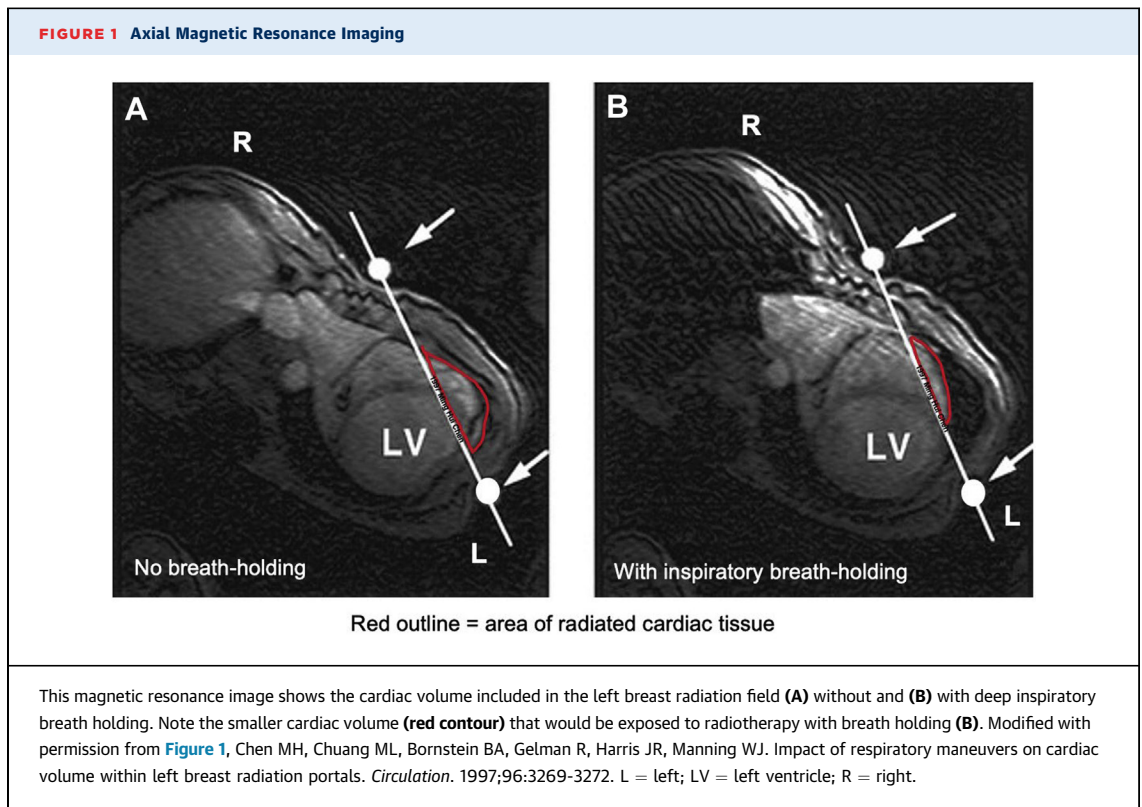 FIGURE 1 Axial Magnetic Resonance Imaging
A
R
LV
L
No breath-holding
B
R
LV
L
With inspiratory breath-holding
Red outline = area of radiated cardiac tissue
This magnetic resonance image shows the cardiac volume included in the left breast radiation field (A) without and (B) with deep inspiratory
breath holding. Note the smaller cardiac volume (red contour) that would be exposed to radiotherapy with breath holding (B). Modified with
permission from Figure 1, Chen MH, Chuang ML, Bornstein BA, Gelman R, Harris JR, Manning WJ. Impact of respiratory maneuvers on cardiac
volume within left breast radiation portals. Circulation. 1997;96:3269-3272. L = left; LV = left ventricle; R = right.